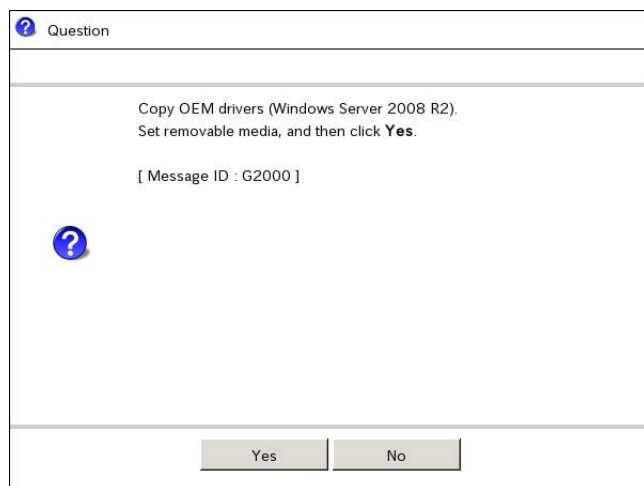 Question
Copy OEM drivers (Windows Server 2008 R2).
Set removable media, and then click Yes.
[ Message ID : G2000 ]
Yes
No